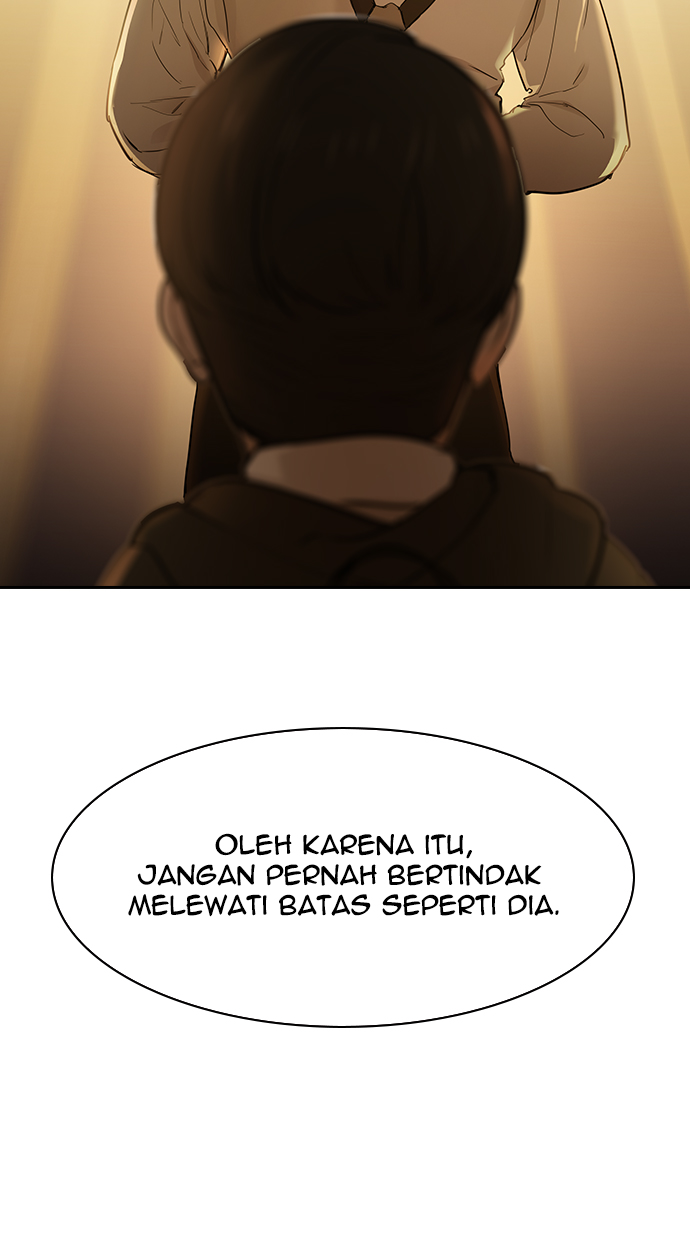 OLEH KARENA ITU,
JANGAN PERNAH BERTINDAK
MELEWATI BATAS SEPERTI DIA.